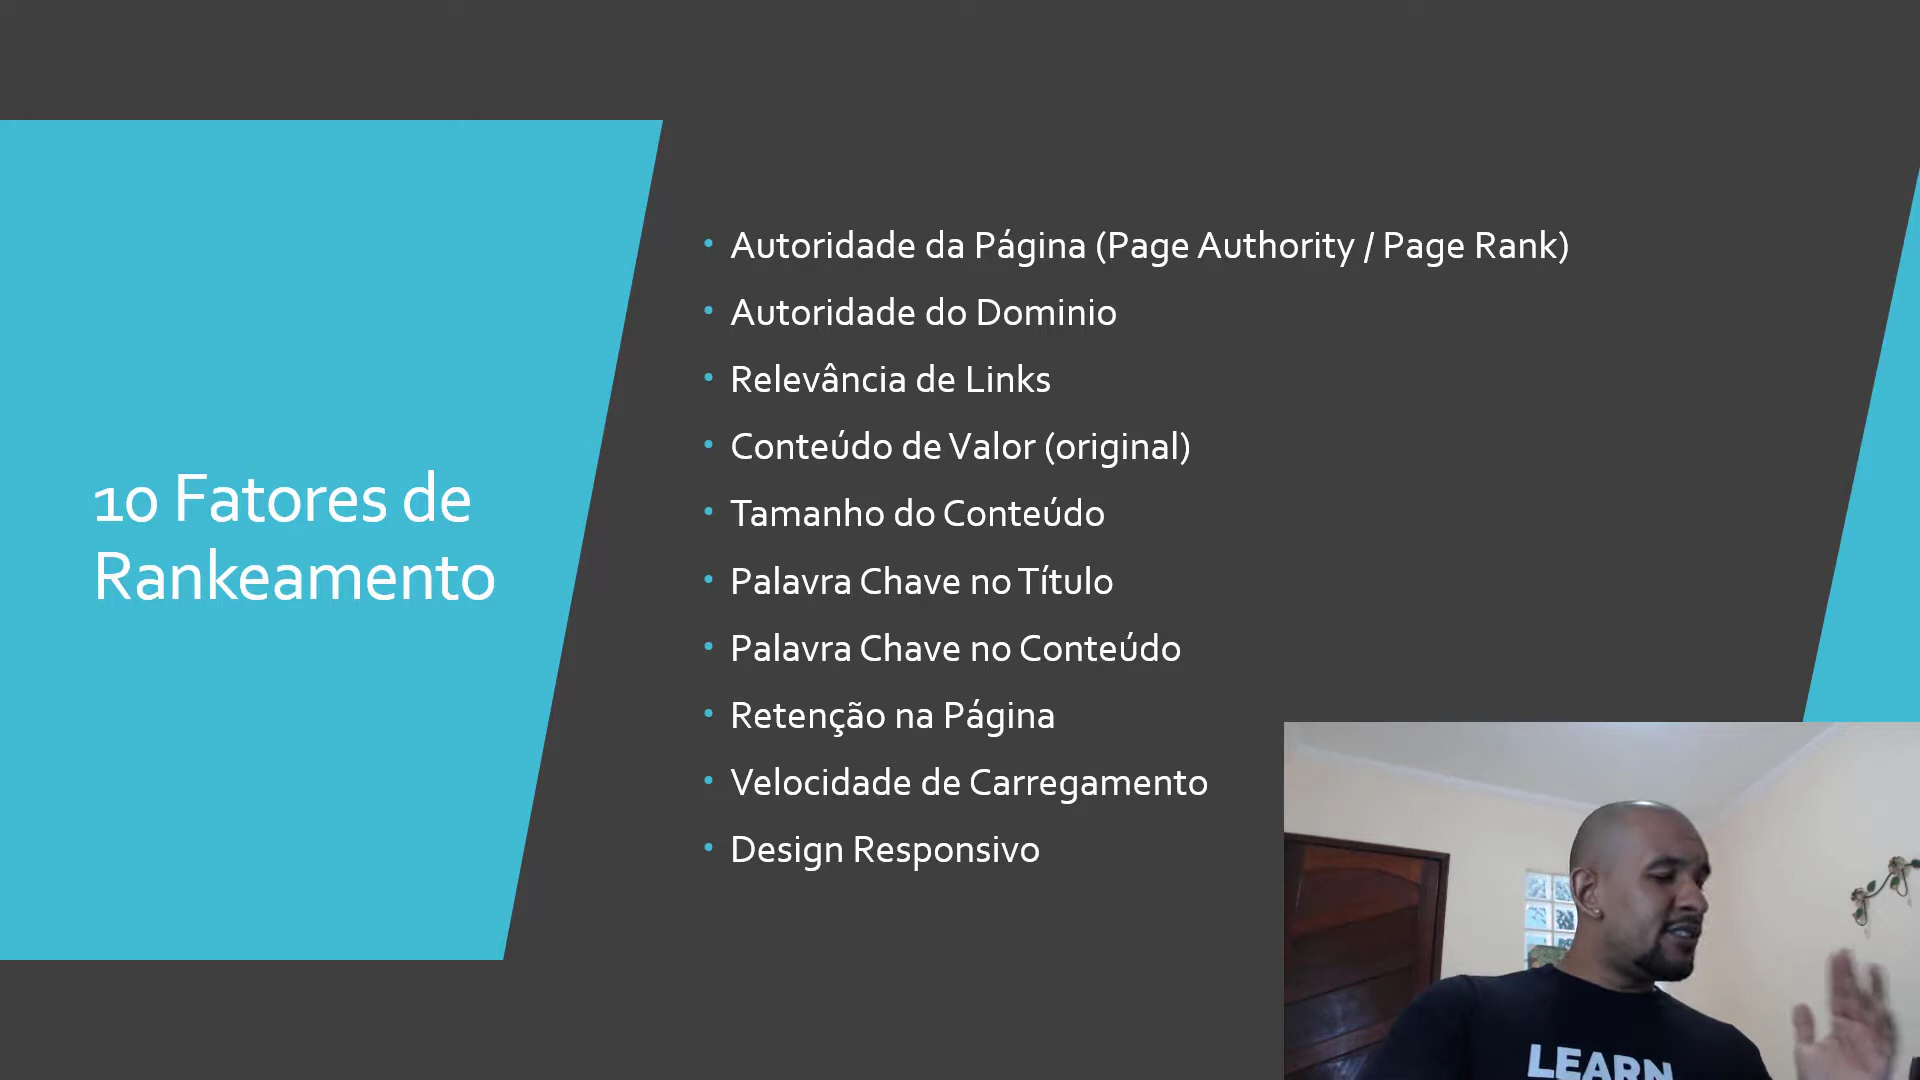 10 Fatores de
Rankeamento
• Autoridade da Página (Page Authority / Page Rank)
• Autoridade do Dominio
• Relevância de Links
• Conteúdo de Valor (original)
• Tamanho do Conteúdo
• Palavra Chave no Título
• Palavra Chave no Conteúdo
• Retenção na Página
• Velocidade de Carregamento
• Design Responsivo
LEARN